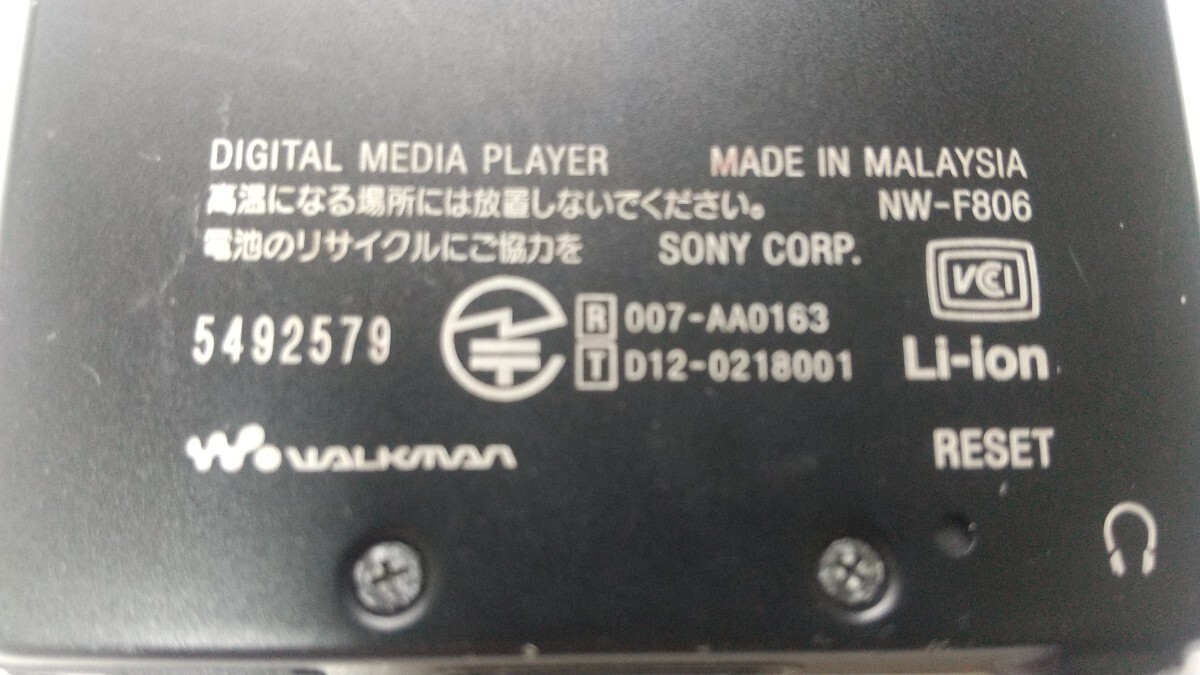 DIGITAL MEDIA PLAYER MADE IN MALAYSIA
高温になる場所には放置しないでください。 NW-F806
電池のリサイクルにご協力を SONY CORP.
VCCI
5492579 R 007-AA0163
T D12-0218001 Li-ion
W. WALKMAN RESET